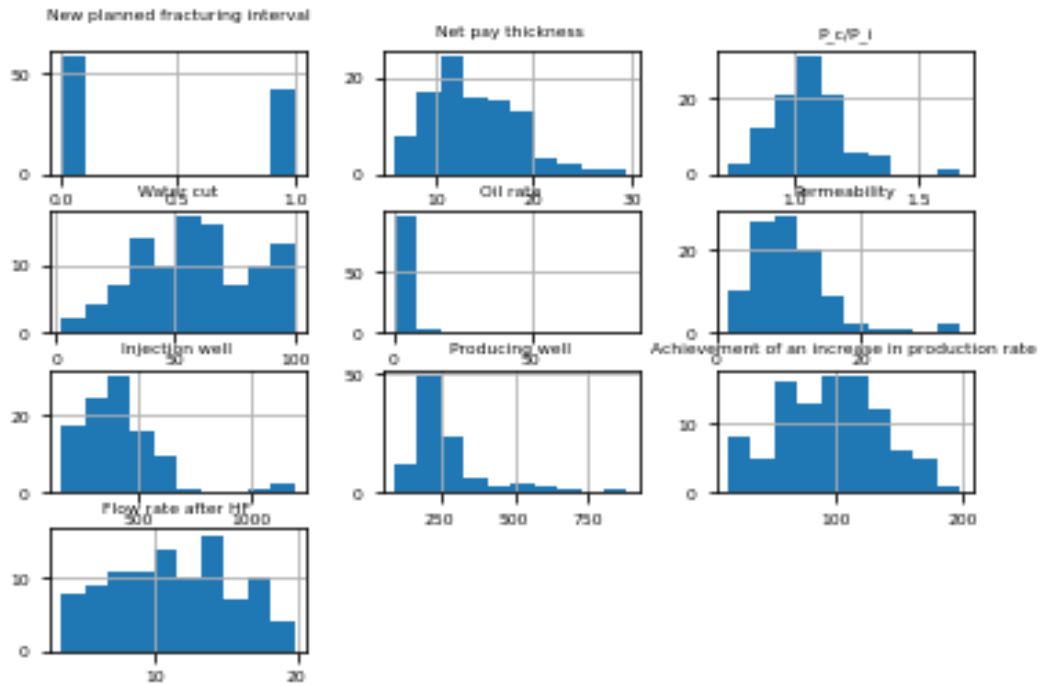 New planned fracturing interval
Net pay thickness
P_c/P_i
50
0
0.0 0.5 1.0
20
0
10 20 30
20
0
1.0 1.5
Water cut
Oil rate
Permeability
10
0
0 50 100
50
0
0 50
20
0
0 20
Injection well
Producing well
Achievement of an increase in production rate
20
0
500 1000
50
0
250 500 750
10
0
100 200
Flow rate after HF
10
0
10 20